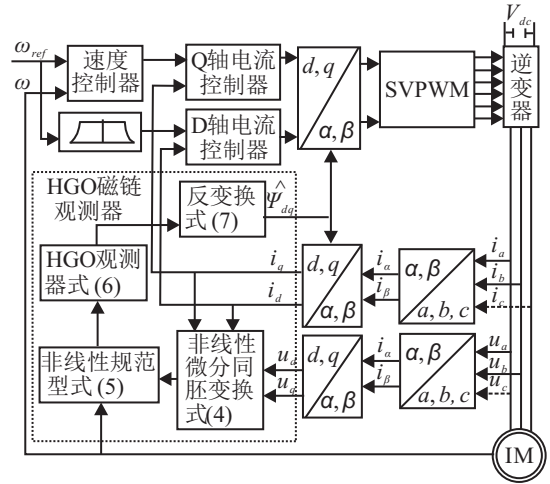 V_dc
ω_ref
ω
速度
控制器
Q轴电流
控制器
d, q
α, β
SVPWM
逆
变
器
D轴电流
控制器
HGO磁链
观测器
反变换
式(7)
Ψ̂_dq
HGO观测
器式(6)
i_q
i_d
d, q
α, β
i_α
i_β
α, β
a, b, c
i_a
i_b
i_c
非线性规范
型式(5)
非线性
微分同
胚变换
式(4)
u_d
u_q
d, q
α, β
i_α
i_β
α, β
a, b, c
u_a
u_b
u_c
IM